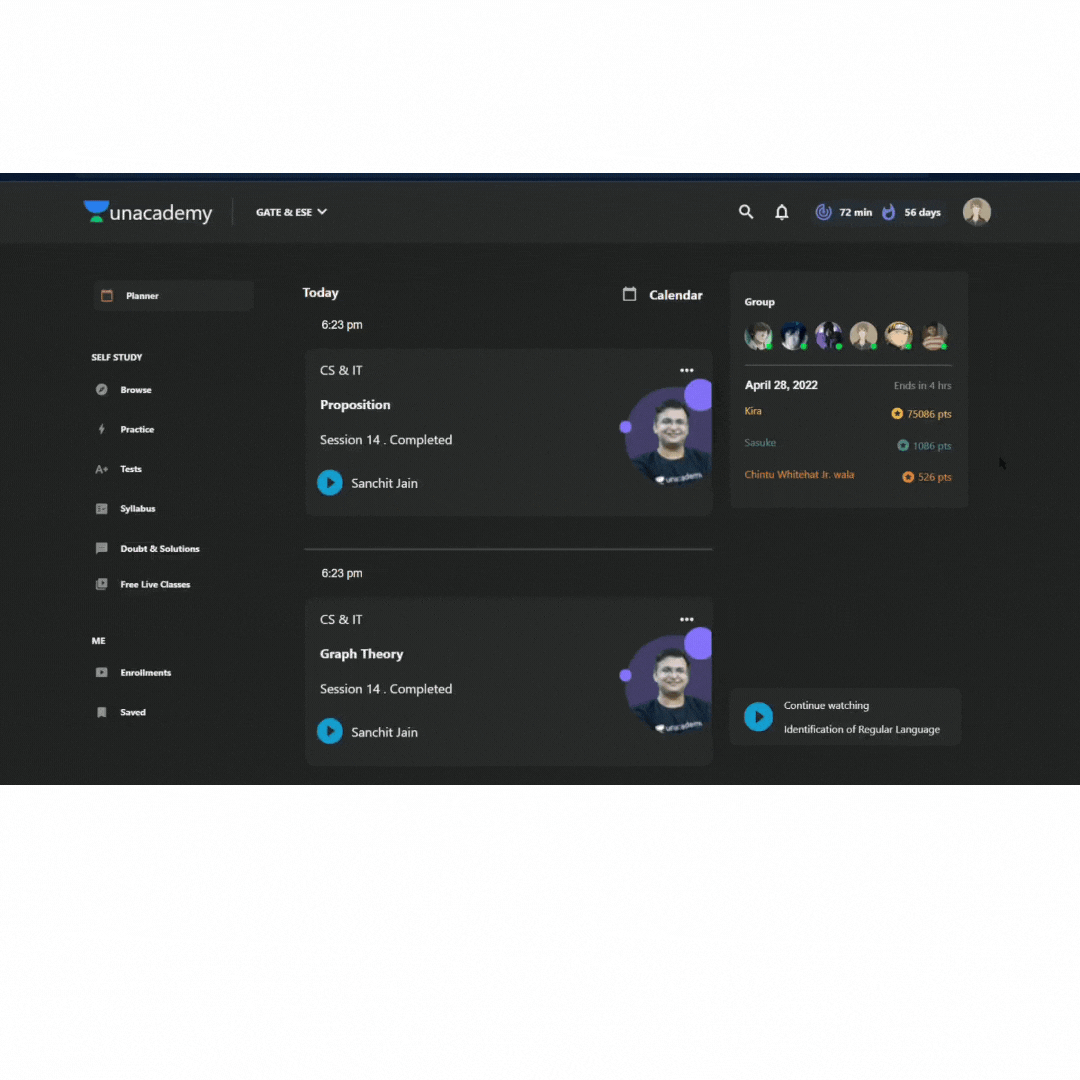 unacademy
GATE & ESE
72 min
56 days
Planner
SELF STUDY
Browse
Practice
A+ Tests
Syllabus
Doubt & Solutions
Free Live Classes
ME
Enrollments
Saved
Today
Calendar
6:23 pm
CS & IT
Proposition
Session 14 . Completed
Sanchit Jain
unacademy
6:23 pm
CS & IT
Graph Theory
Session 14 . Completed
Sanchit Jain
unacademy
Group
April 28, 2022
Ends in 4 hrs
Kira
75086 pts
Sasuke
1086 pts
Chintu Whitehat Jr. wala
526 pts
Continue watching
Identification of Regular Language